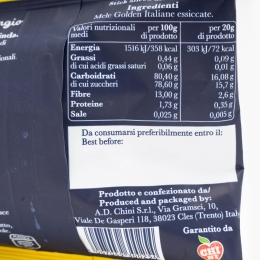 Ingredienti
Mele Golden Italiane essiccate.
Valori nutrizionali medi per 100g di prodotto per 20g di prodotto
Energia 1516 kJ/358 kcal 303 kJ/72 kcal
Grassi 0,44 g 0,09 g
di cui acidi grassi saturi 0,06 g 0,01 g
Carboidrati 80,40 g 16,08 g
di cui zuccheri 78,60 g 15,7 g
Fibre 13,00 g 2,6 g
Proteine 1,73 g 0,35 g
Sale 0,025 g 0,005 g
Da consumarsi preferibilmente entro il:
Best before:
Prodotto e confezionato da/
Produced and packaged by:
A.D. Chini S.r.l., Via Gramsci, 10,
Viale De Gasperi 118, 38023 Cles (Trento) Italy
Garantito da
CHI